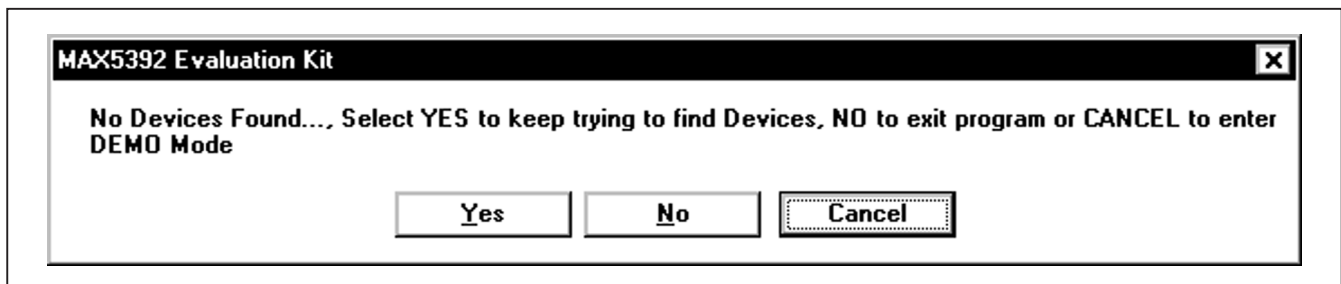 MAX5392 Evaluation Kit
No Devices Found..., Select YES to keep trying to find Devices, NO to exit program or CANCEL to enter
DEMO Mode
Yes
No
Cancel